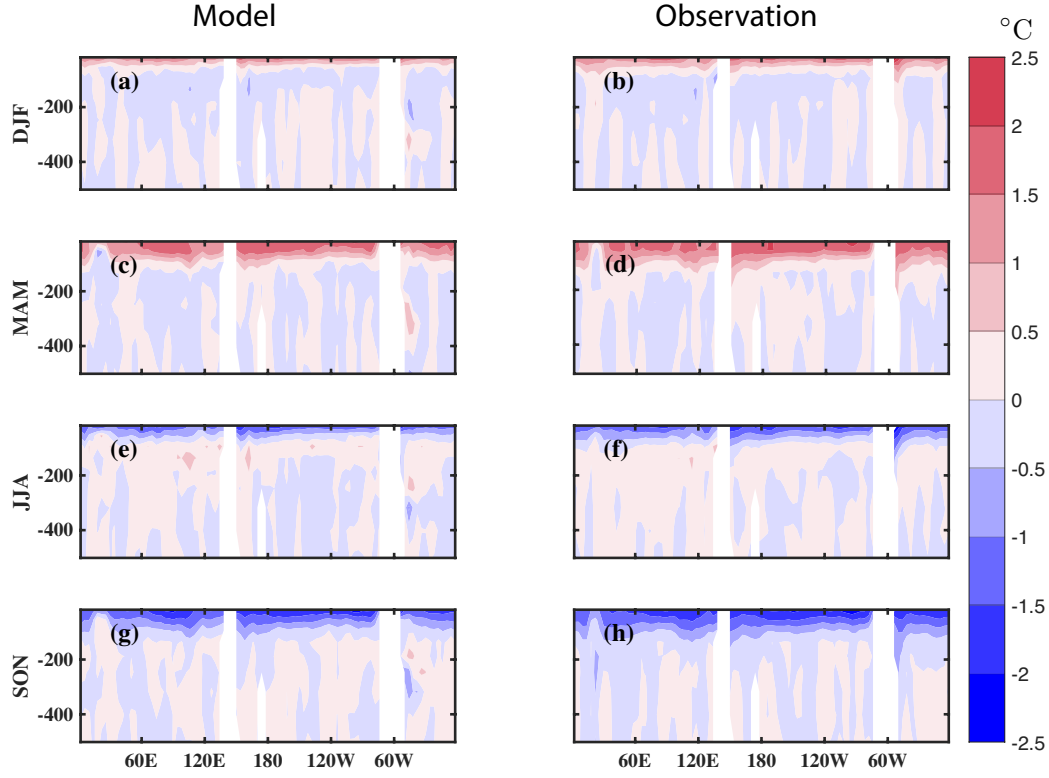 Model Observation
°C
(a) (b)
DJF
-200
-400
(c) (d)
MAM
-200
-400
(e) (f)
JJA
-200
-400
(g) (h)
SON
-200
-400
60E 120E 180 120W 60W
60E 120E 180 120W 60W
2.5
2
1.5
1
0.5
0
-0.5
-1
-1.5
-2
-2.5